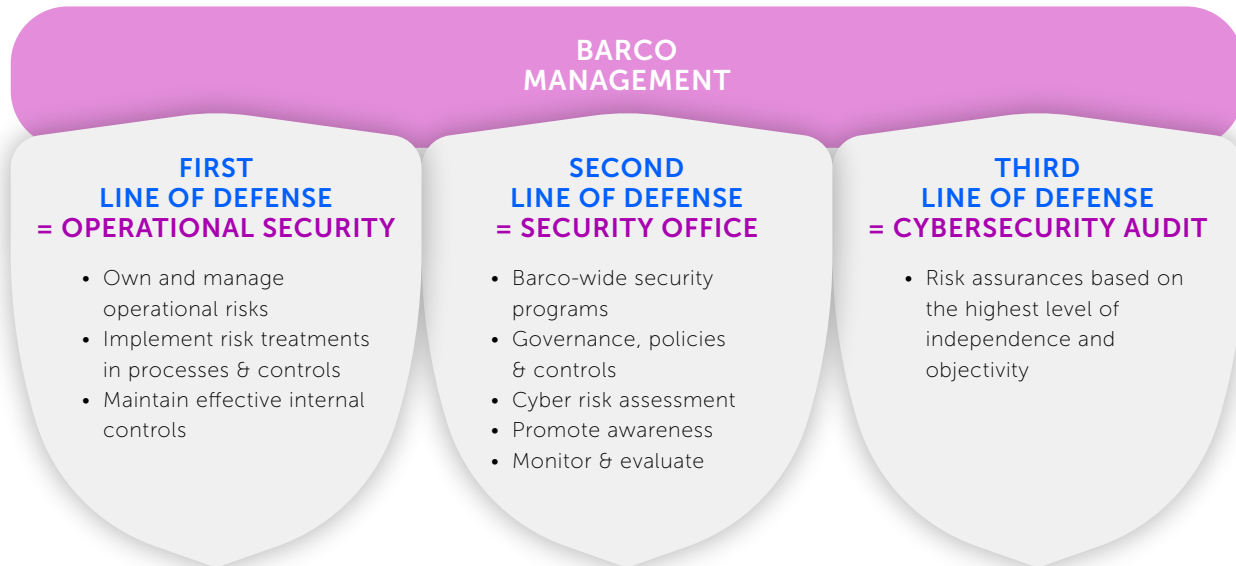 BARCO
MANAGEMENT
FIRST
LINE OF DEFENSE
= OPERATIONAL SECURITY
• Own and manage
operational risks
• Implement risk treatments
in processes & controls
• Maintain effective internal
controls
SECOND
LINE OF DEFENSE
= SECURITY OFFICE
• Barco-wide security
programs
• Governance, policies
& controls
• Cyber risk assessment
• Promote awareness
• Monitor & evaluate
THIRD
LINE OF DEFENSE
= CYBERSECURITY AUDIT
• Risk assurances based on
the highest level of
independence and
objectivity